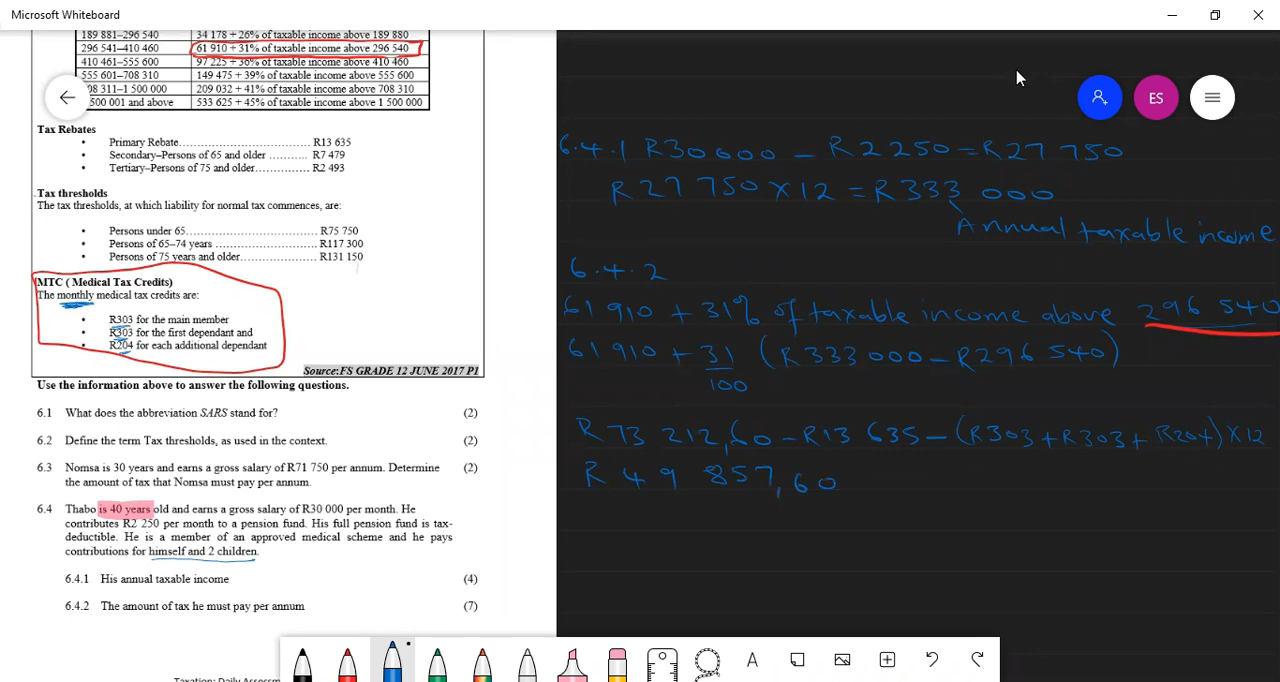 Microsoft Whiteboard
189 881–296 540 34 178 + 26% of taxable income above 189 880
296 541–410 460 61 910 + 31% of taxable income above 296 540
410 461–555 600 97 225 + 36% of taxable income above 410 460
555 601–708 310 149 475 + 39% of taxable income above 555 600
08 311–1 500 000 209 032 + 41% of taxable income above 708 310
500 001 and above 533 625 + 45% of taxable income above 1 500 000
Tax Rebates
• Primary Rebate R13 635
• Secondary–Persons of 65 and older R7 479
• Tertiary–Persons of 75 and older R2 493
Tax thresholds
The tax thresholds, at which liability for normal tax commences, are:
• Persons under 65 R75 750
• Persons of 65–74 years R117 300
• Persons of 75 years and older R131 150
MTC ( Medical Tax Credits)
The monthly medical tax credits are:
• R303 for the main member
• R303 for the first dependant and
• R204 for each additional dependant
Source:FS GRADE 12 JUNE 2017 P1
Use the information above to answer the following questions.
6.1 What does the abbreviation SARS stand for? (2)
6.2 Define the term Tax thresholds, as used in the context. (2)
6.3 Nomsa is 30 years and earns a gross salary of R71 750 per annum. Determine (2)
the amount of tax that Nomsa must pay per annum.
6.4 Thabo is 40 years old and earns a gross salary of R30 000 per month. He
contributes R2 250 per month to a pension fund. His full pension fund is tax-
deductible. He is a member of an approved medical scheme and he pays
contributions for himself and 2 children.
6.4.1 His annual taxable income (4)
6.4.2 The amount of tax he must pay per annum (7)
Taxation: Daily Assessm
ES
6.4.1 R30 000 – R2 250 = R27 750
R27 750 × 12 = R333 000
Annual taxable income
6.4.2
61 910 + 31% of taxable income above 296 540
61 910 + 31/100 (R333 000 – R296 540)
R73 212,60 – R13 635 – (R303 + R303 + R204) × 12
R49 857,60
A